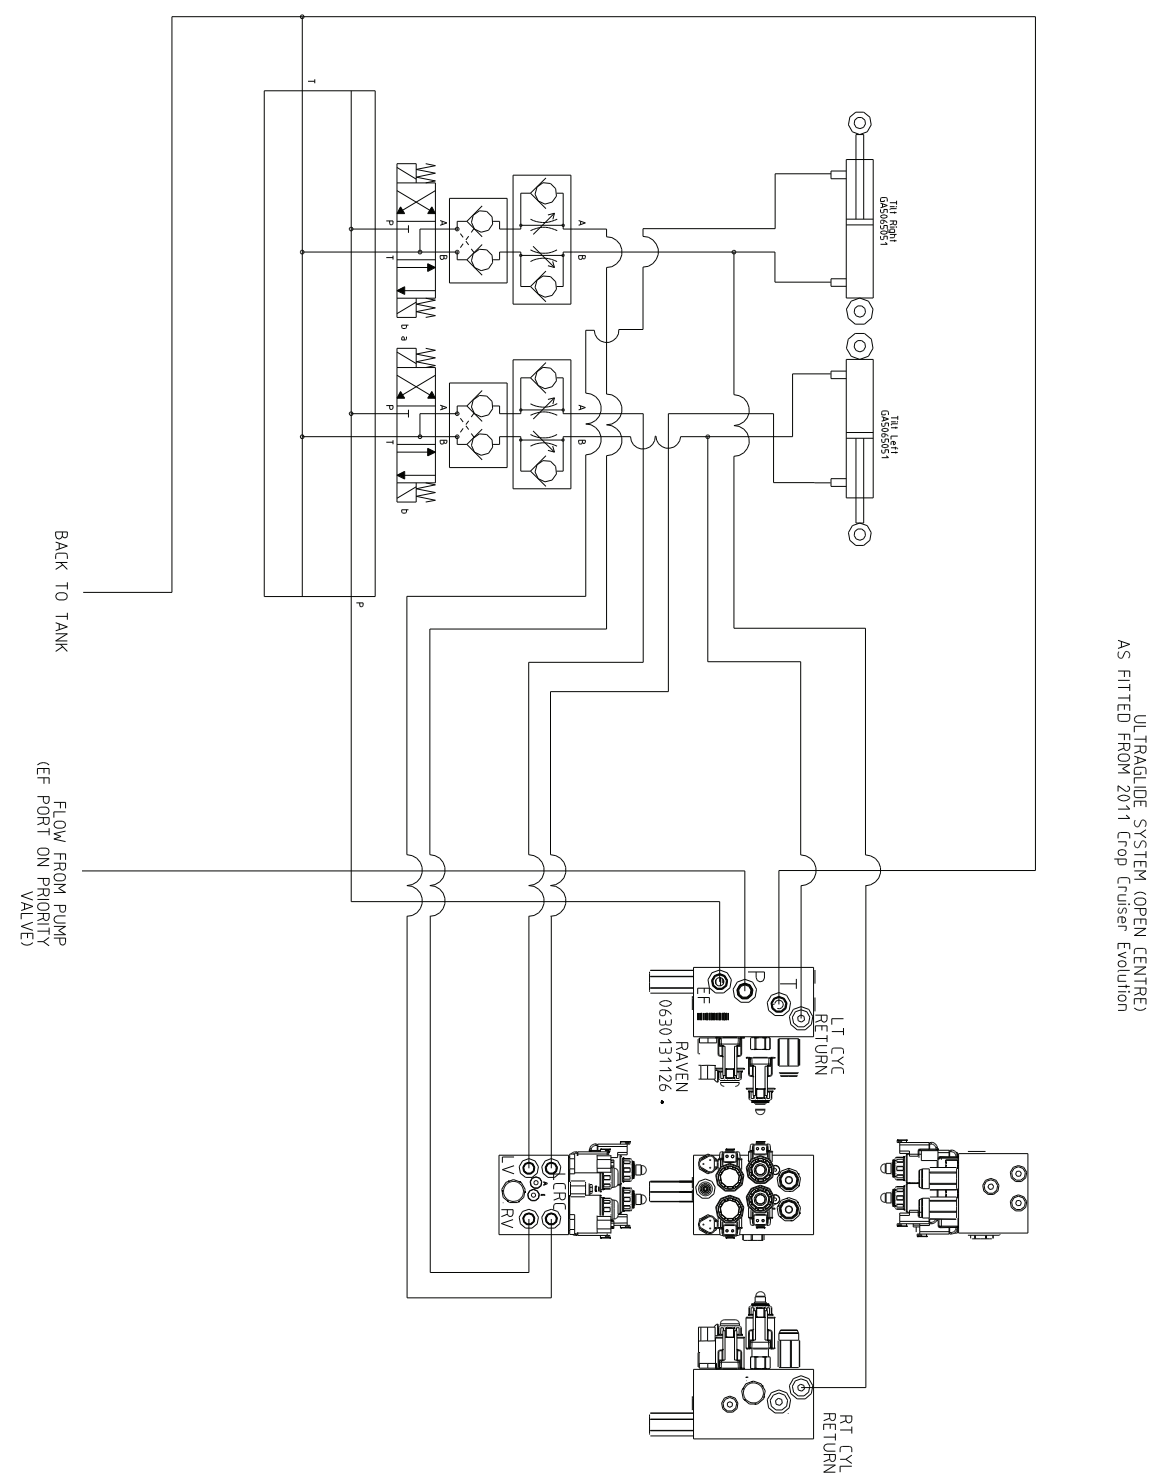 ULTRAGLIDE SYSTEM (OPEN CENTRE)
AS FITTED FROM 2011 Crop Cruiser Evolution
Tilt Right
GA5065051
Tilt Left
GA5065051
T
P
P
T
A
B
A
B
b
a
P
T
A
B
A
B
b
BACK TO TANK
FLOW FROM PUMP
(EF PORT ON PRIORITY
VALVE)
LT CYC
RETURN
T
P
EF
RAVEN
0630131126 .
D
LV
L
CRC
RV
RT CYL
RETURN